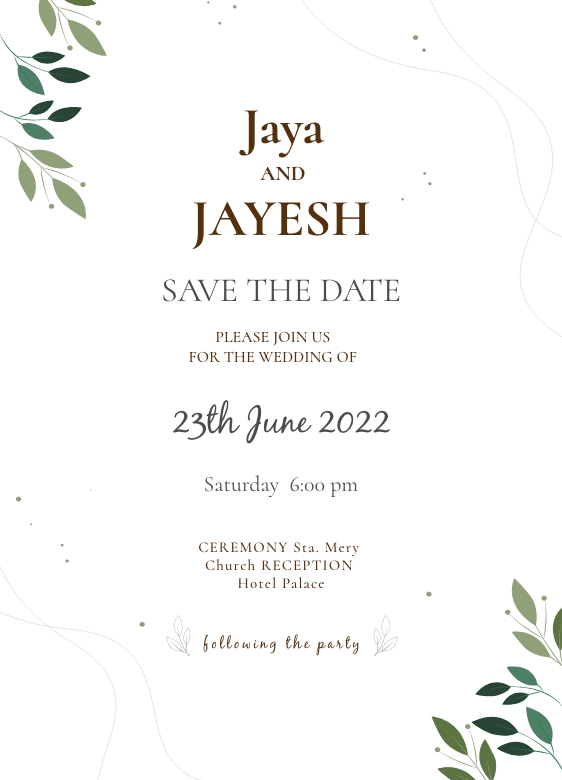 Jaya
AND
JAYESH
SAVE THE DATE
PLEASE JOIN US
FOR THE WEDDING OF
23th June 2022
Saturday 6:00 pm
CEREMONY Sta. Mery
Church RECEPTION
Hotel Palace
following the party